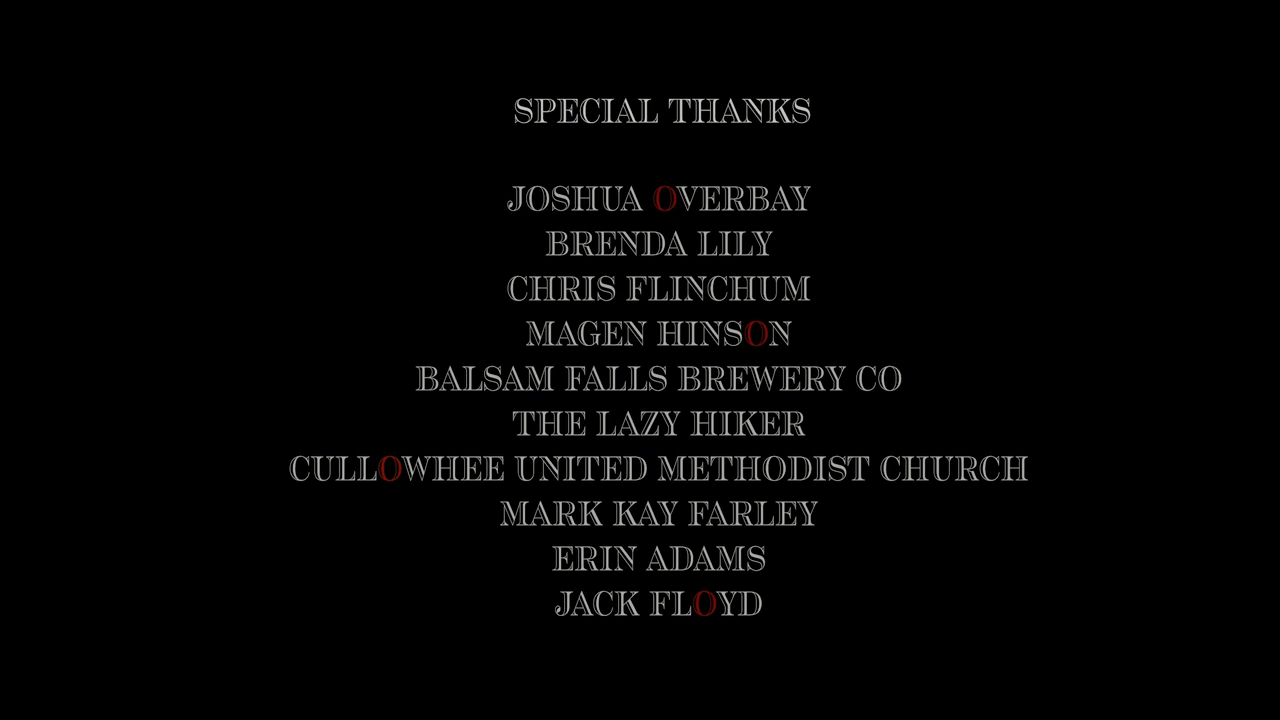 SPECIAL THANKS
JOSHUA OVERBAY
BRENDA LILY
CHRIS FLINCHUM
MAGEN HINSON
BALSAM FALLS BREWERY CO
THE LAZY HIKER
CULLOWHEE UNITED METHODIST CHURCH
MARK KAY FARLEY
ERIN ADAMS
JACK FLOYD